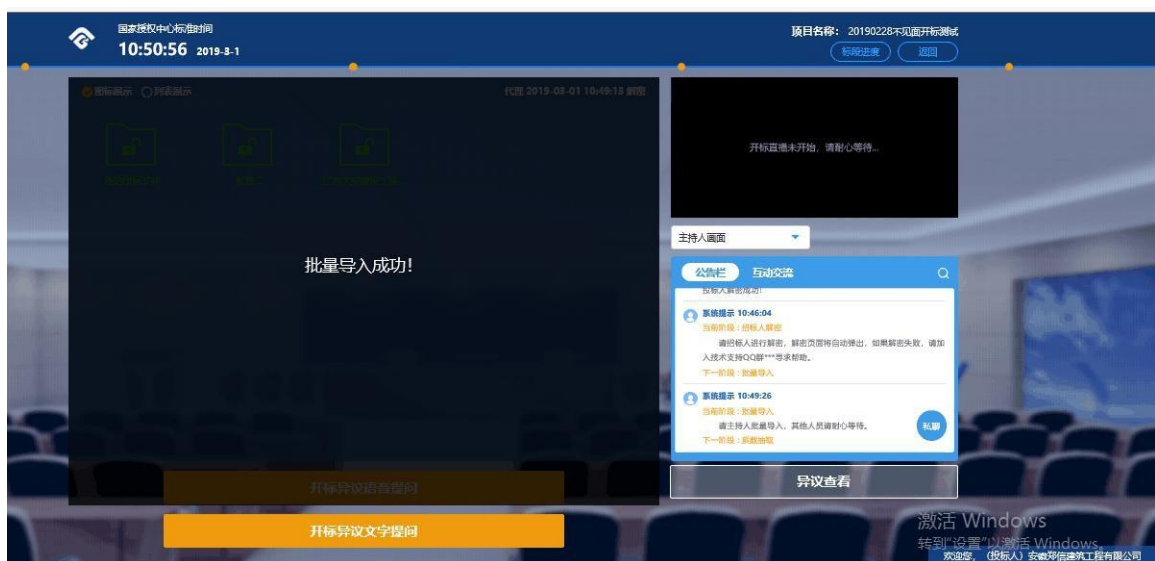 国家授权中心标准时间
10:50:56 2019-3-1
项目名称： 20190228不见面开标测试
标段进度 返回
图标展示 列表展示
代理 2019-03-01 10:49:18 解密
开标直播未开始，请耐心等待...
批量导入成功!
主持人画面
公告栏 互动交流
投标人解密成功!
系统提示 10:46:04
当前阶段：招标人解密
请招标人进行解密，解密页面将自动弹出，如果解密失败，请加
入技术支持QQ群***寻求帮助。
下一阶段：批量导入
系统提示 10:49:26
当前阶段：批量导入
请主持人批量导入，其他人员请耐心等待。
私聊
下一阶段：系数抽取
异议查看
开标异议语音提问
开标异议文字提问
激活 Windows
转到"设置"以激活 Windows。
欢迎您，（投标人）安徽郑信建筑工程有限公司